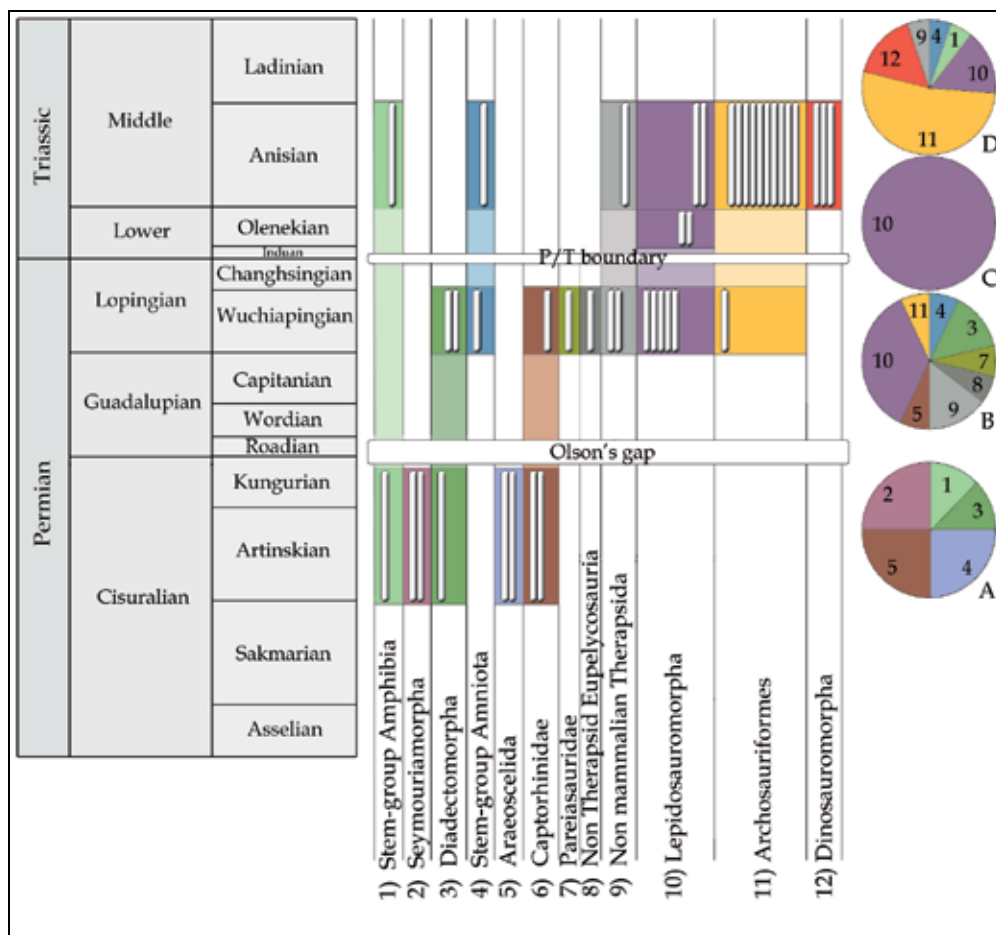 Triassic
Middle
Ladinian
Anisian
Lower
Olenekian
Induan
P/T boundary
Permian
Lopingian
Changhsingian
Wuchiapingian
Guadalupian
Capitanian
Wordian
Roadian
Olson's gap
Cisuralian
Kungurian
Artinskian
Sakmarian
Asselian
1) Stem-group Amphibia
2) Seymouriamorpha
3) Diadectomorpha
4) Stem-group Amniota
5) Araeoscelida
6) Captorhinidae
7) Pareiasauridae
8) Non Therapsid Eupelycosauria
9) Non mammalian Therapsida
10) Lepidosauromorpha
11) Archosauriformes
12) Dinosauromorpha
9 4 1
12 10
11
D
10
C
11 4
3
10 7
8
5 9
B
2 1
3
5 4
A